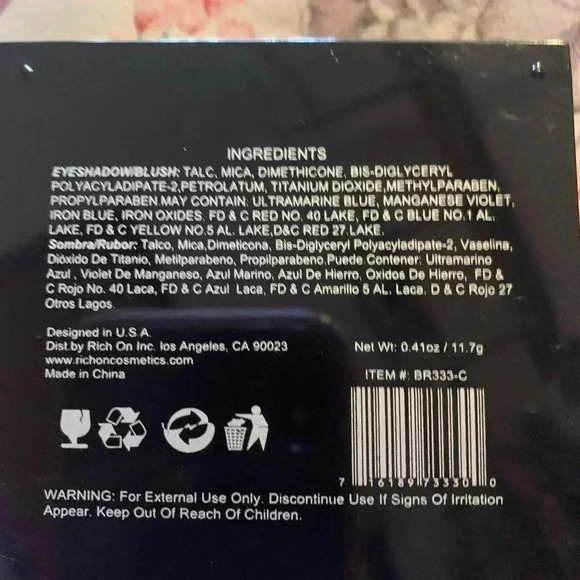 INGREDIENTS
EYESHADOW/BLUSH: TALC, MICA, DIMETHICONE, BIS-DIGLYCERYL
POLYACYLADIPATE-2,PETROLATUM, TITANIUM DIOXIDE,METHYLPARABEN,
PROPYLPARABEN.MAY CONTAIN: ULTRAMARINE BLUE, MANGANESE VIOLET,
IRON BLUE, IRON OXIDES, FD & C RED NO. 40 LAKE, FD & C BLUE NO.1 AL.
LAKE, FD & C YELLOW NO.5 AL. LAKE,D&C RED 27 LAKE.
Sombra/Rubor: Talco, Mica,Dimeticona, Bis-Diglyceryl Polyacyladipate-2, Vaselina,
Dióxido De Titanio, Metilparabeno, Propilparabeno.Puede Contener: Ultramarino
Azul , Violet De Manganeso, Azul Marino, Azul De Hierro, Oxidos De Hierro, FD &
C Rojo No. 40 Laca, FD & C Azul Laca, FD & C Amarillo 5 AL. Laca. D & C Rojo 27
Otros Lagos.
Designed in U.S.A.
Dist.by Rich On Inc. los Angeles, CA 90023
www.richoncosmetics.com
Made in China
Net Wt: 0.41oz / 11.7g
ITEM #: BR333-C
7 16189 73330 0
WARNING: For External Use Only. Discontinue Use If Signs Of Irritation
Appear. Keep Out Of Reach Of Children.